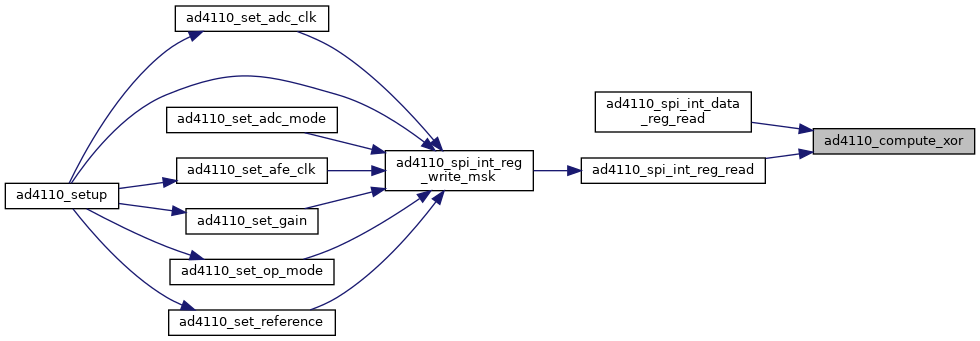 ad4110_set_adc_clk
ad4110_set_adc_mode
ad4110_set_afe_clk
ad4110_setup
ad4110_set_gain
ad4110_set_op_mode
ad4110_set_reference
ad4110_spi_int_reg
_write_msk
ad4110_spi_int_data
_reg_read
ad4110_spi_int_reg_read
ad4110_compute_xor